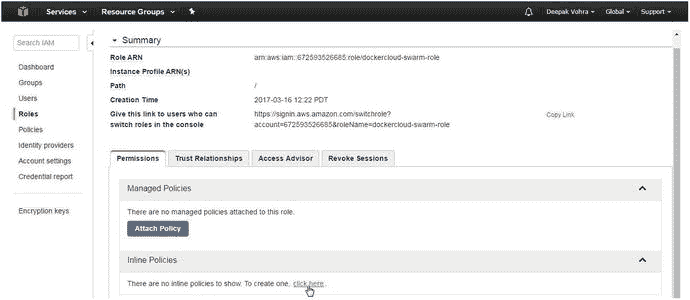 Services Resource Groups Deepak Vohra Global Support
Search IAM
Dashboard
Groups
Users
Roles
Policies
Identity providers
Account settings
Credential report
Encryption keys
Summary
Role ARN arn:aws:iam::672593526685:role/dockercloud-swarm-role
Instance Profile ARN(s)
Path /
Creation Time 2017-03-16 12:22 PDT
Give this link to users who can https://signin.aws.amazon.com/switchrole? Copy Link
switch roles in the console account=672593526685&roleName=dockercloud-swarm-role
Permissions Trust Relationships Access Advisor Revoke Sessions
Managed Policies
There are no managed policies attached to this role.
Attach Policy
Inline Policies
There are no inline policies to show. To create one, click here.